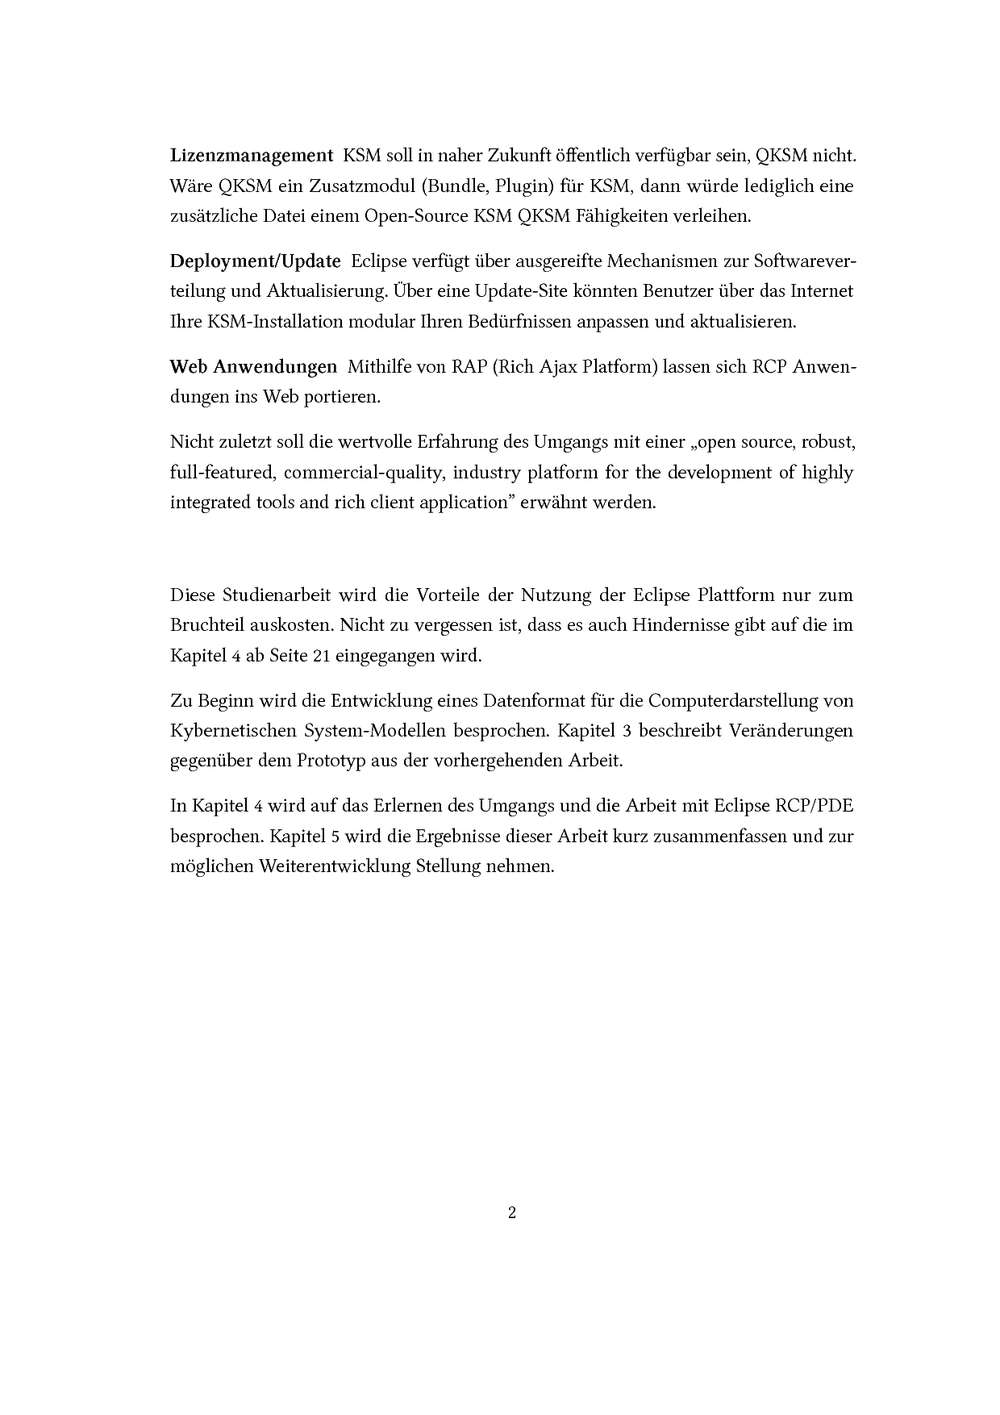 Lizenzmanagement KSM soll in naher Zukunft öffentlich verfügbar sein, QKSM nicht.
Wäre QKSM ein Zusatzmodul (Bundle, Plugin) für KSM, dann würde lediglich eine
zusätzliche Datei einem Open-Source KSM QKSM Fähigkeiten verleihen.
Deployment/Update Eclipse verfügt über ausgereifte Mechanismen zur Softwarever-
teilung und Aktualisierung. Über eine Update-Site könnten Benutzer über das Internet
Ihre KSM-Installation modular Ihren Bedürfnissen anpassen und aktualisieren.
Web Anwendungen Mithilfe von RAP (Rich Ajax Platform) lassen sich RCP Anwen-
dungen ins Web portieren.
Nicht zuletzt soll die wertvolle Erfahrung des Umgangs mit einer „open source, robust,
full-featured, commercial-quality, industry platform for the development of highly
integrated tools and rich client application” erwähnt werden.
Diese Studienarbeit wird die Vorteile der Nutzung der Eclipse Plattform nur zum
Bruchteil auskosten. Nicht zu vergessen ist, dass es auch Hindernisse gibt auf die im
Kapitel 4 ab Seite 21 eingegangen wird.
Zu Beginn wird die Entwicklung eines Datenformat für die Computerdarstellung von
Kybernetischen System-Modellen besprochen. Kapitel 3 beschreibt Veränderungen
gegenüber dem Prototyp aus der vorhergehenden Arbeit.
In Kapitel 4 wird auf das Erlernen des Umgangs und die Arbeit mit Eclipse RCP/PDE
besprochen. Kapitel 5 wird die Ergebnisse dieser Arbeit kurz zusammenfassen und zur
möglichen Weiterentwicklung Stellung nehmen.
2